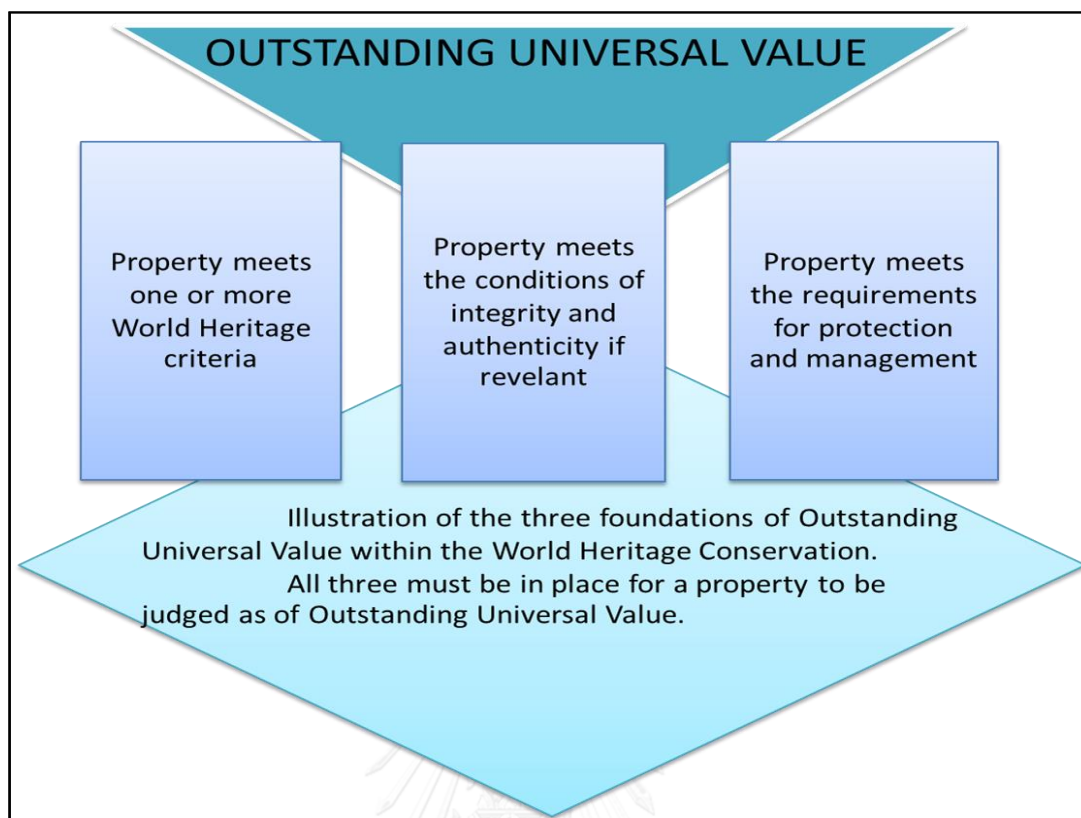 OUTSTANDING UNIVERSAL VALUE
Property meets
one or more
World Heritage
criteria
Property meets
the conditions of
integrity and
authenticity if
revelant
Property meets
the requirements
for protection
and management
Illustration of the three foundations of Outstanding
Universal Value within the World Heritage Conservation.
All three must be in place for a property to be
judged as of Outstanding Universal Value.